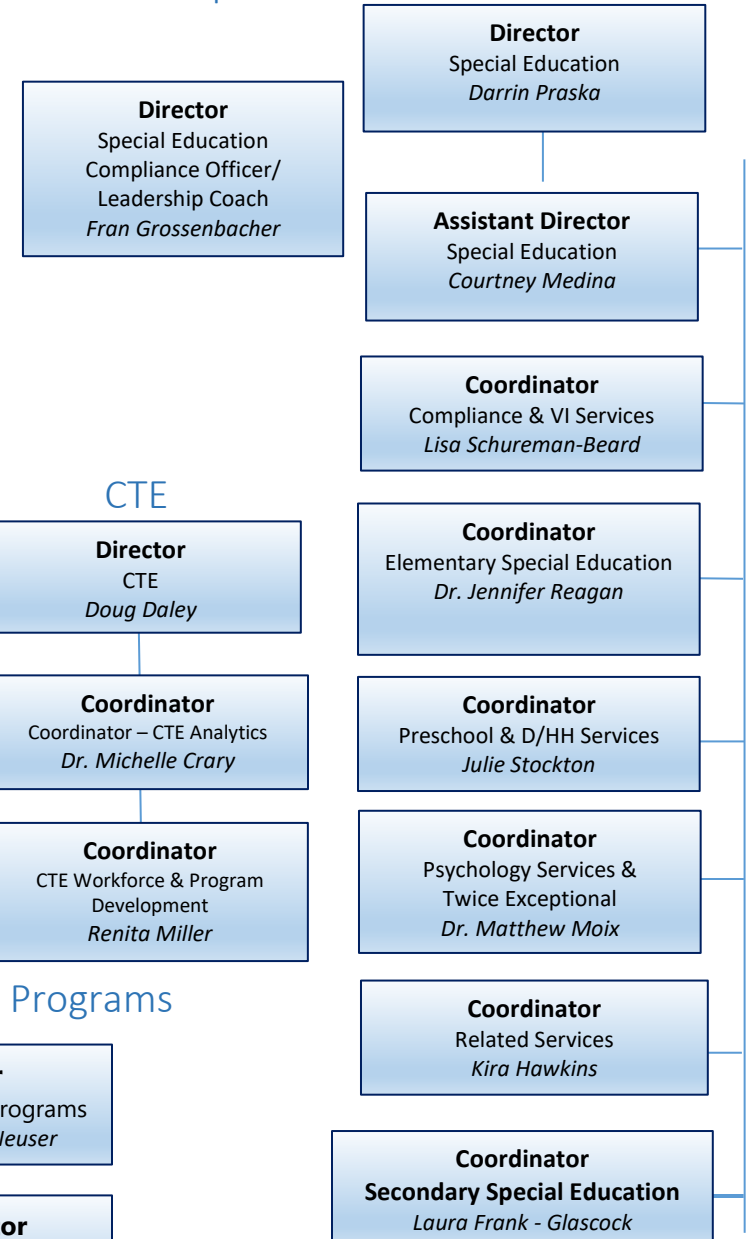 Director
Special Education
Darrin Praska
Director
Special Education
Compliance Officer/
Leadership Coach
Fran Grossenbacher
Assistant Director
Special Education
Courtney Medina
Coordinator
Compliance & VI Services
Lisa Schureman-Beard
CTE
Director
CTE
Doug Daley
Coordinator
Elementary Special Education
Dr. Jennifer Reagan
Coordinator
Coordinator – CTE Analytics
Dr. Michelle Crary
Coordinator
Preschool & D/HH Services
Julie Stockton
Coordinator
CTE Workforce & Program
Development
Renita Miller
Coordinator
Psychology Services &
Twice Exceptional
Dr. Matthew Moix
Programs
Coordinator
Related Services
Kira Hawkins
Coordinator
Secondary Special Education
Laura Frank - Glascock